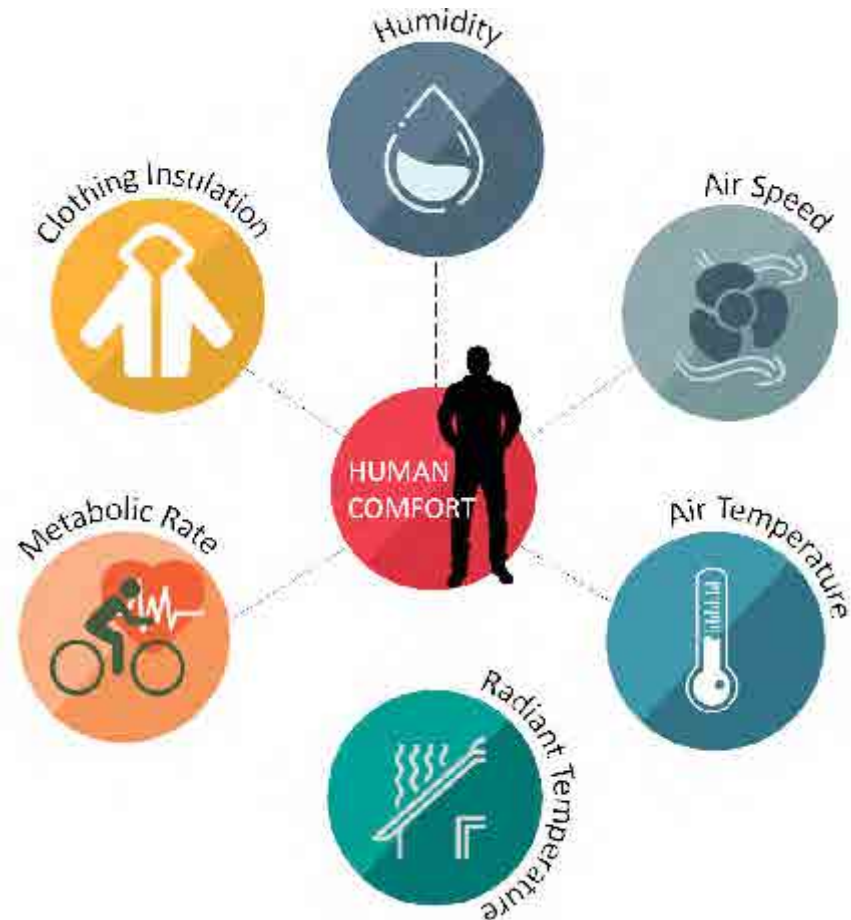 Humidity
Clothing Insulation
Air Speed
HUMAN
COMFORT
Metabolic Rate
Air Temperature
Radiant Temperature